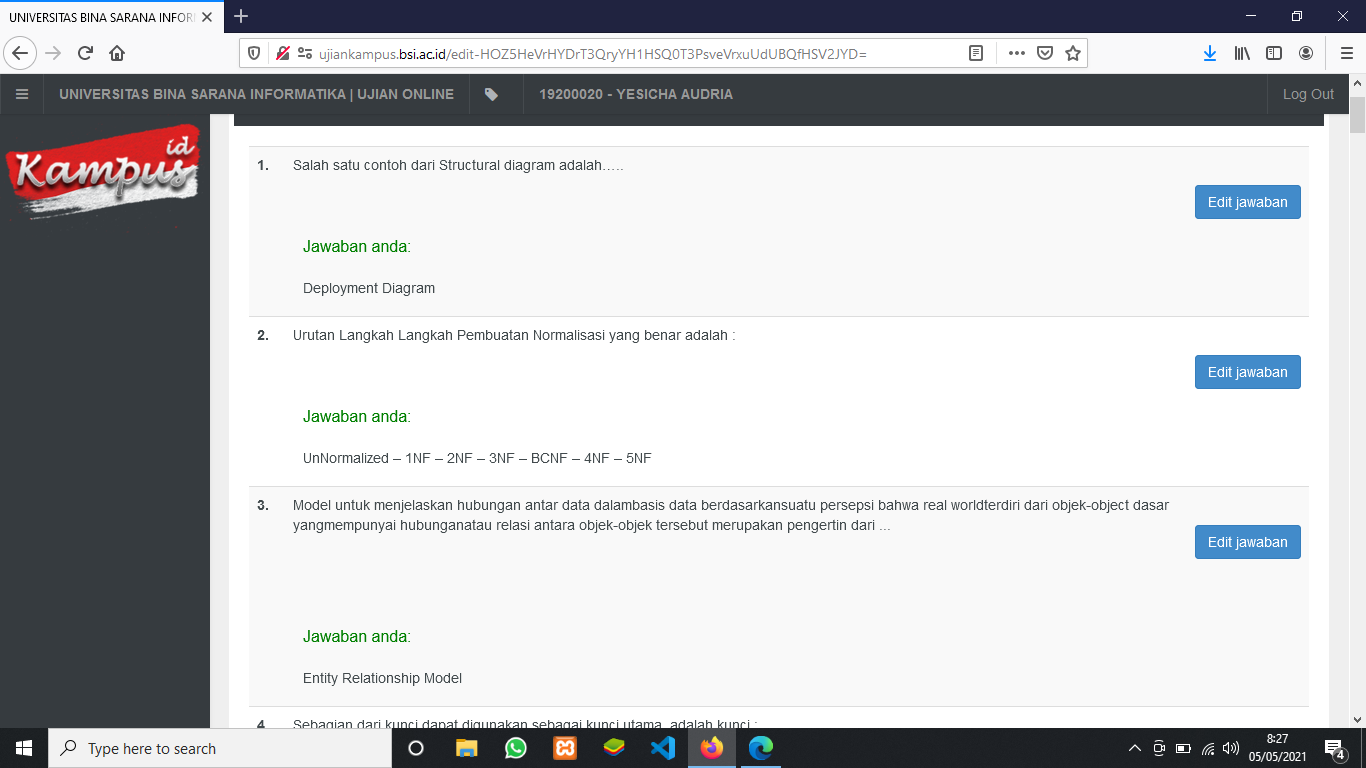 UNIVERSITAS BINA SARANA INFOR
ujiankampus.bsi.ac.id/edit-HOZ5HeVrHYDrT3QryYH1HSQ0T3PsveVrxuUdUBQfHSV2JYD=
UNIVERSITAS BINA SARANA INFORMATIKA | UJIAN ONLINE
19200020 - YESICHA AUDRIA
Log Out
Kampus id
1. Salah satu contoh dari Structural diagram adalah…..
Edit jawaban
Jawaban anda:
Deployment Diagram
2. Urutan Langkah Langkah Pembuatan Normalisasi yang benar adalah :
Edit jawaban
Jawaban anda:
UnNormalized – 1NF – 2NF – 3NF – BCNF – 4NF – 5NF
3. Model untuk menjelaskan hubungan antar data dalambasis data berdasarkansuatu persepsi bahwa real worldterdiri dari objek-object dasar
yangmempunyai hubunganatau relasi antara objek-objek tersebut merupakan pengertin dari ...
Edit jawaban
Jawaban anda:
Entity Relationship Model
4. Sebagian dari kunci dapat digunakan sebagai kunci utama, adalah kunci :
Type here to search
8:27
05/05/2021
4